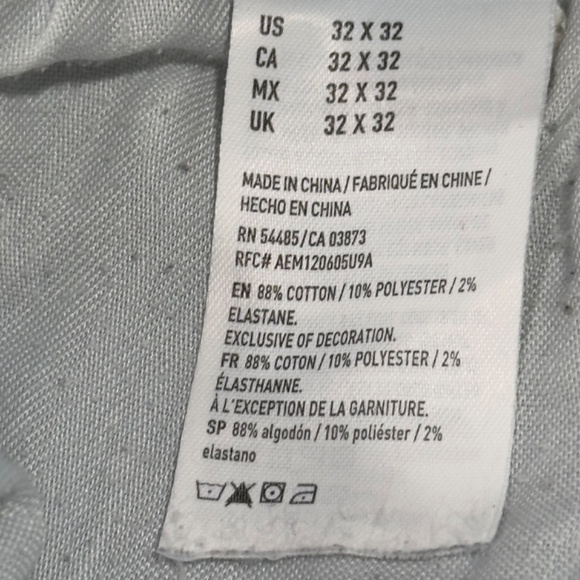 US 32 X 32
CA 32 X 32
MX 32 X 32
UK 32 X 32
MADE IN CHINA / FABRIQUÉ EN CHINE /
HECHO EN CHINA
RN 54485/CA 03873
RFC# AEM120605U9A
EN 88% COTTON / 10% POLYESTER / 2%
ELASTANE.
EXCLUSIVE OF DECORATION.
FR 88% COTON / 10% POLYESTER / 2%
ÉLASTHANNE.
À L'EXCEPTION DE LA GARNITURE.
SP 88% algodón / 10% poliéster / 2%
elastano